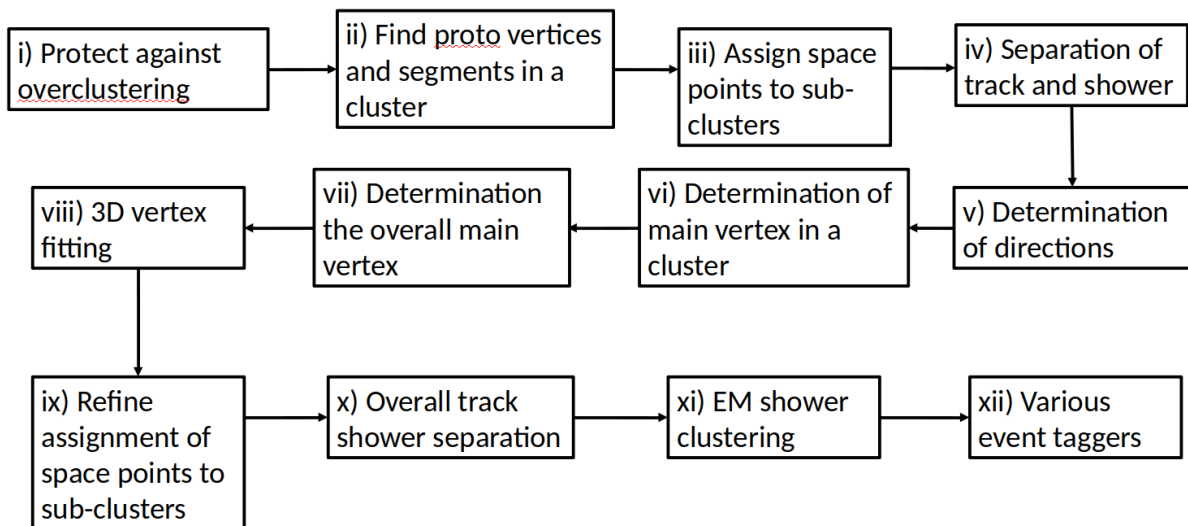 i) Protect against
overclustering
ii) Find proto vertices
and segments in a
cluster
iii) Assign space
points to sub-
clusters
iv) Separation of
track and shower
v) Determination
of directions
vi) Determination of
main vertex in a
cluster
vii) Determination
the overall main
vertex
viii) 3D vertex
fitting
ix) Refine
assignment of
space points to
sub-clusters
x) Overall track
shower separation
xi) EM shower
clustering
xii) Various
event taggers